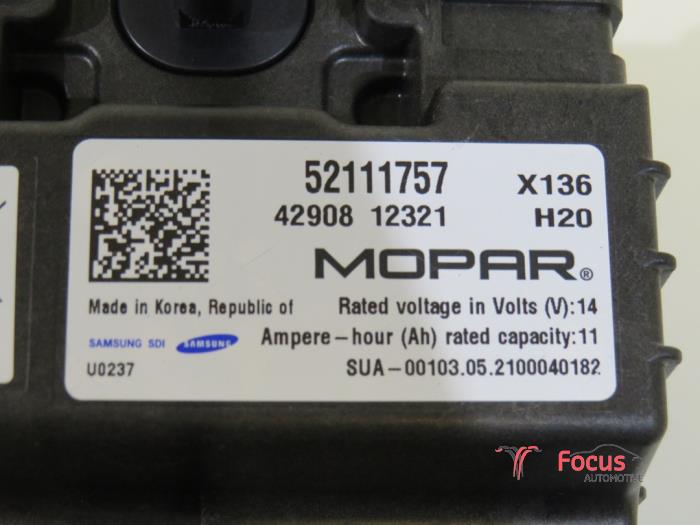 52111757 X136
42908 12321 H20
MOPAR®
Made in Korea, Republic of Rated voltage in Volts (V):14
SAMSUNG SDI SAMSUNG Ampere-hour (Ah) rated capacity:11
U0237 SUA-00103.05.2100040182
Focus
AUTOMOTIVE